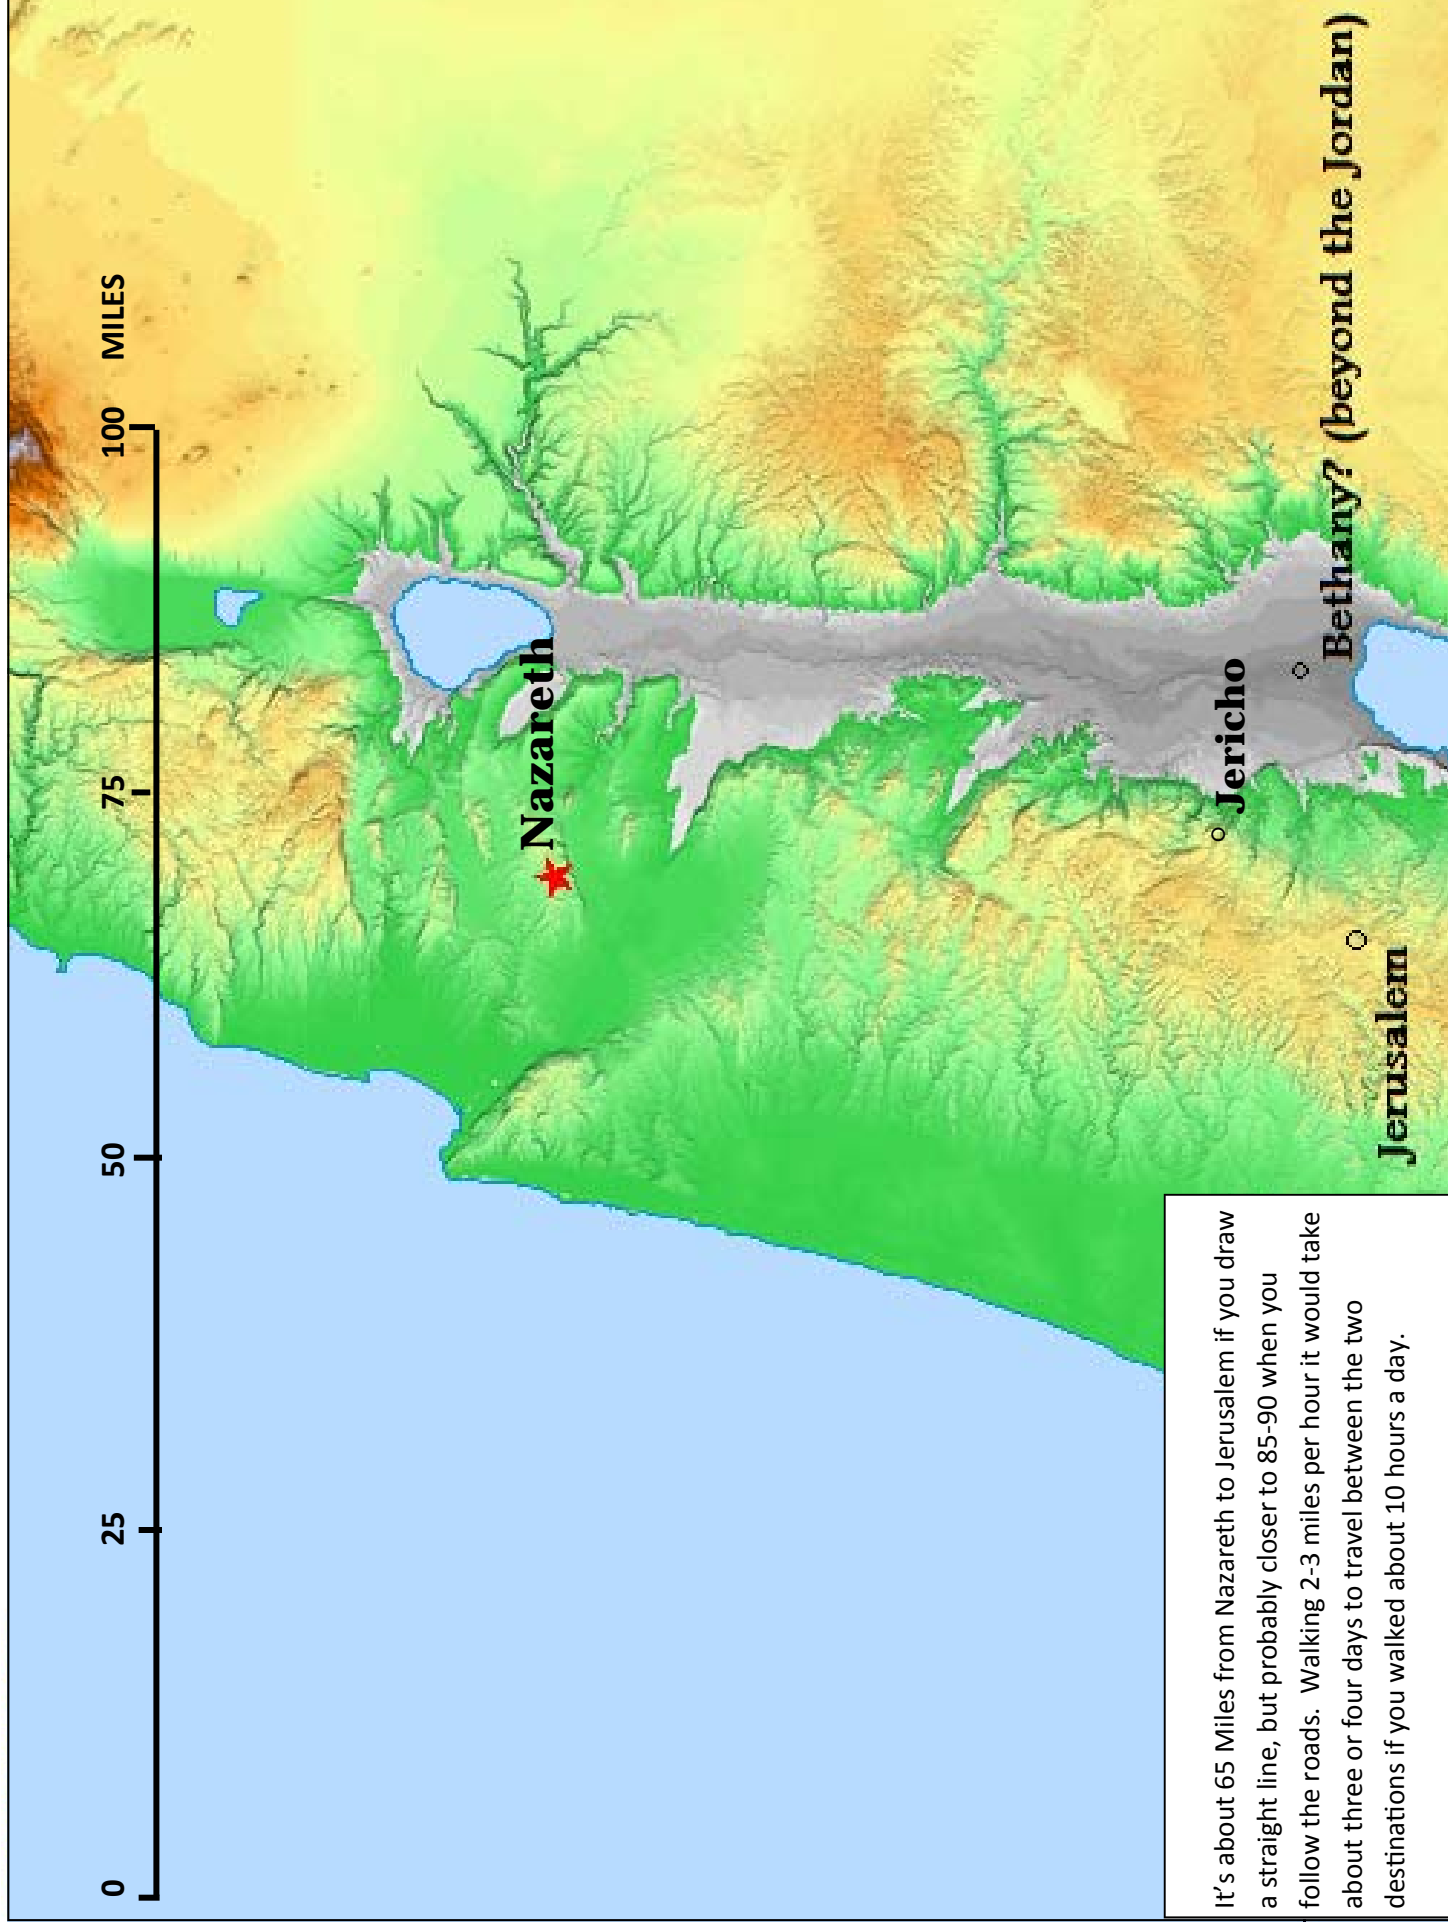 0 25 50 75 100 MILES
Nazareth
Jericho
Bethany? (beyond the Jordan)
Jerusalem
It’s about 65 Miles from Nazareth to Jerusalem if you draw
a straight line, but probably closer to 85-90 when you
follow the roads.  Walking 2-3 miles per hour it would take
about three or four days to travel between the two
destinations if you walked about 10 hours a day.